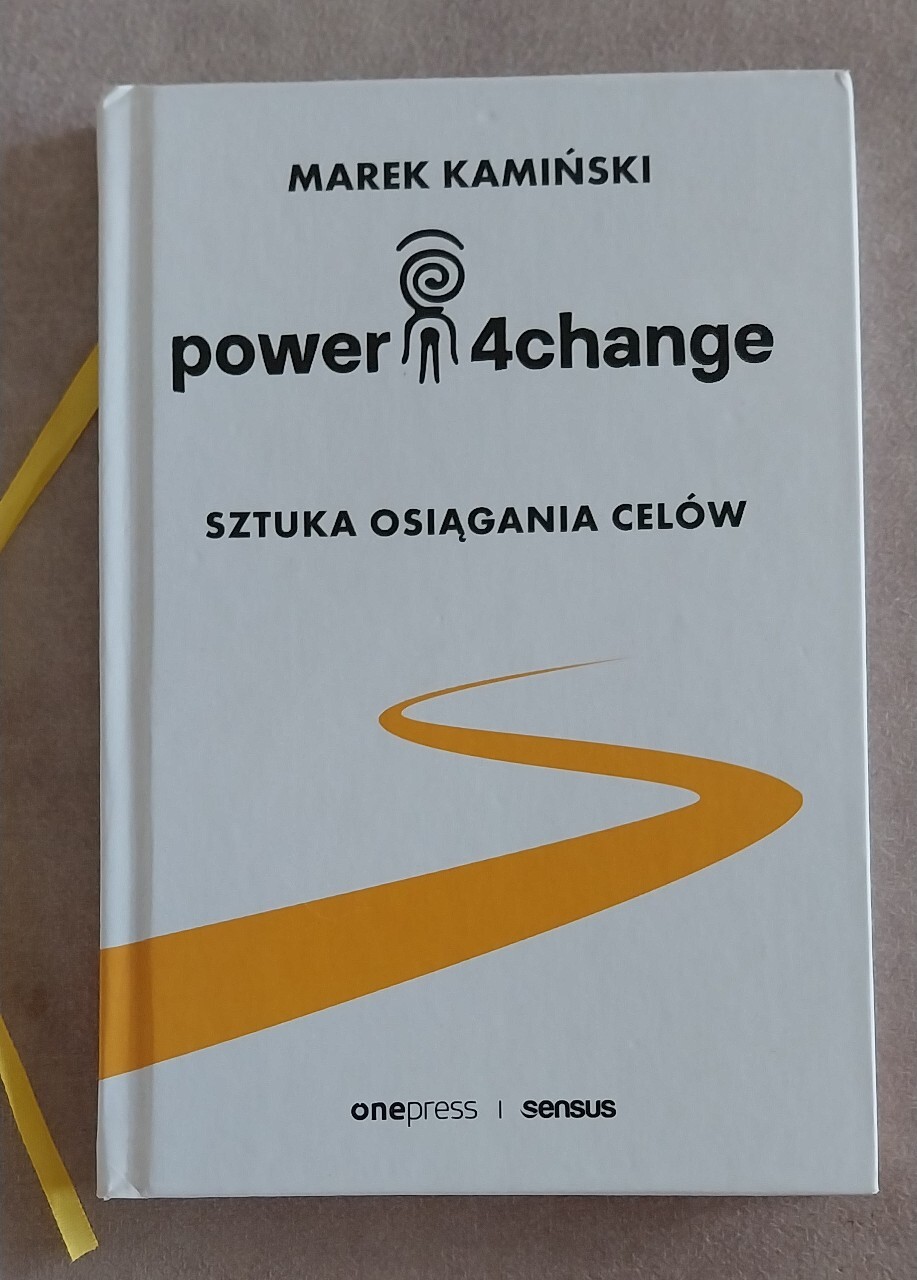 MAREK KAMIŃSKI
power 4change
SZTUKA OSIĄGANIA CELÓW
onepress | sensus